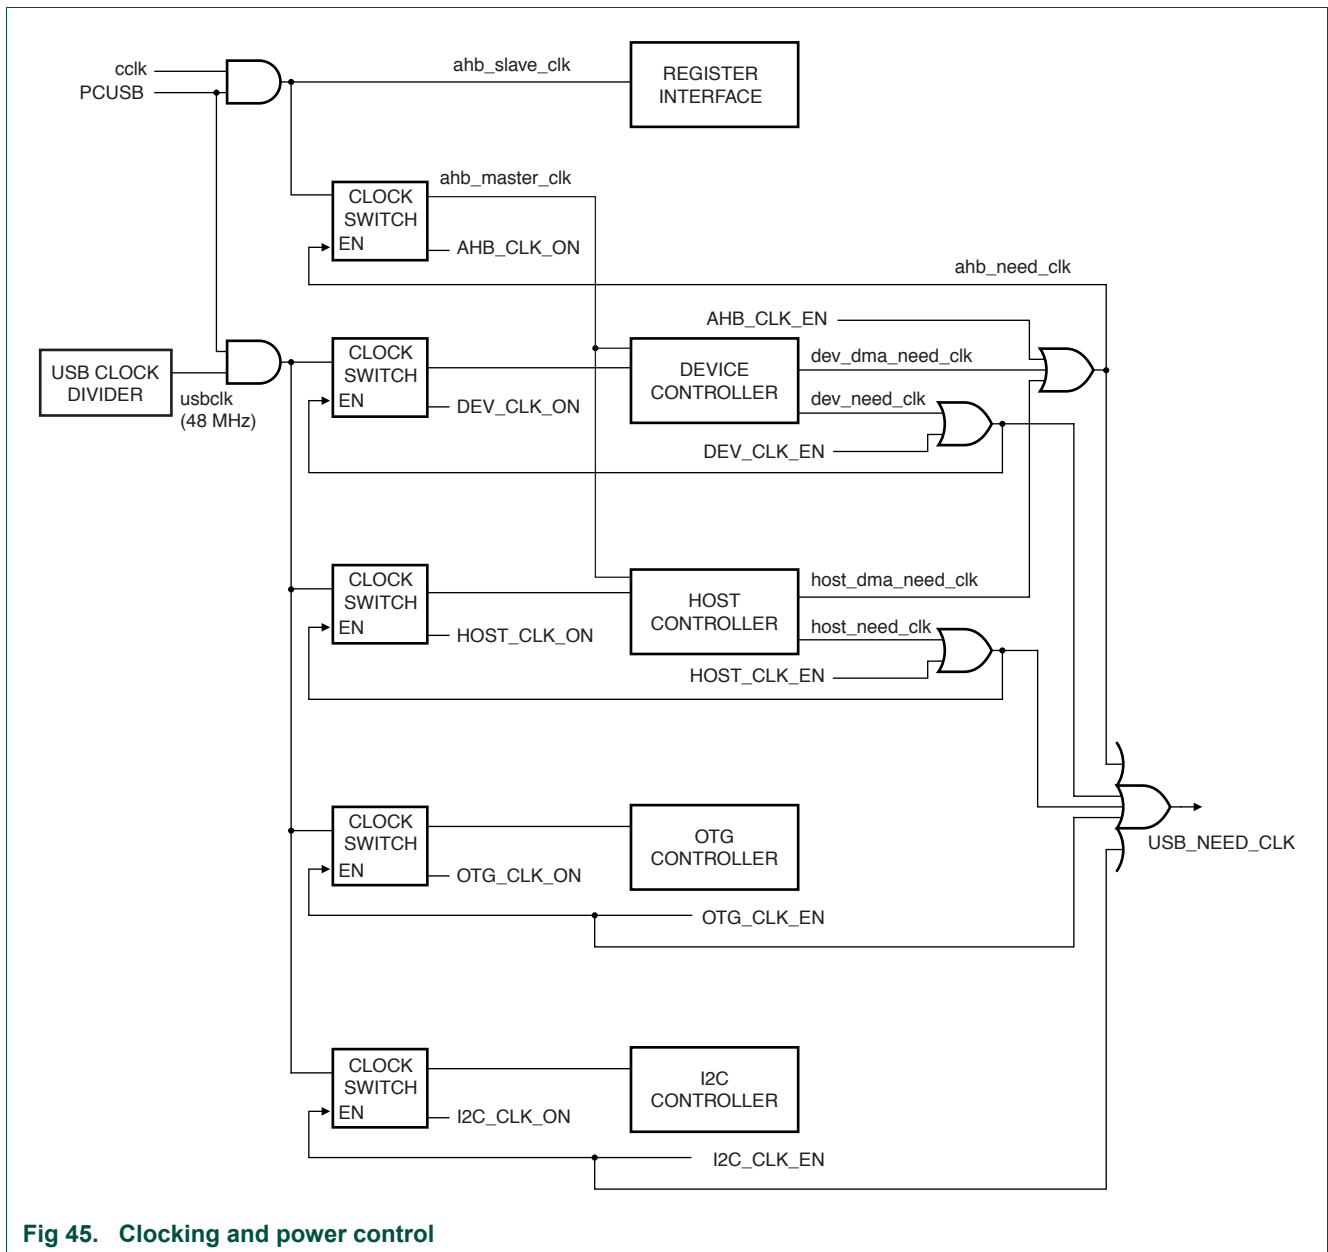 cclk
PCUSB
ahb_slave_clk
REGISTER
INTERFACE
CLOCK
SWITCH
EN
ahb_master_clk
AHB_CLK_ON
ahb_need_clk
AHB_CLK_EN
USB CLOCK
DIVIDER
usbclk
(48 MHz)
CLOCK
SWITCH
EN
DEV_CLK_ON
DEVICE
CONTROLLER
dev_dma_need_clk
dev_need_clk
DEV_CLK_EN
CLOCK
SWITCH
EN
HOST_CLK_ON
HOST
CONTROLLER
host_dma_need_clk
host_need_clk
HOST_CLK_EN
CLOCK
SWITCH
EN
OTG_CLK_ON
OTG
CONTROLLER
USB_NEED_CLK
OTG_CLK_EN
CLOCK
SWITCH
EN
I2C_CLK_ON
I2C
CONTROLLER
I2C_CLK_EN
Fig 45. Clocking and power control